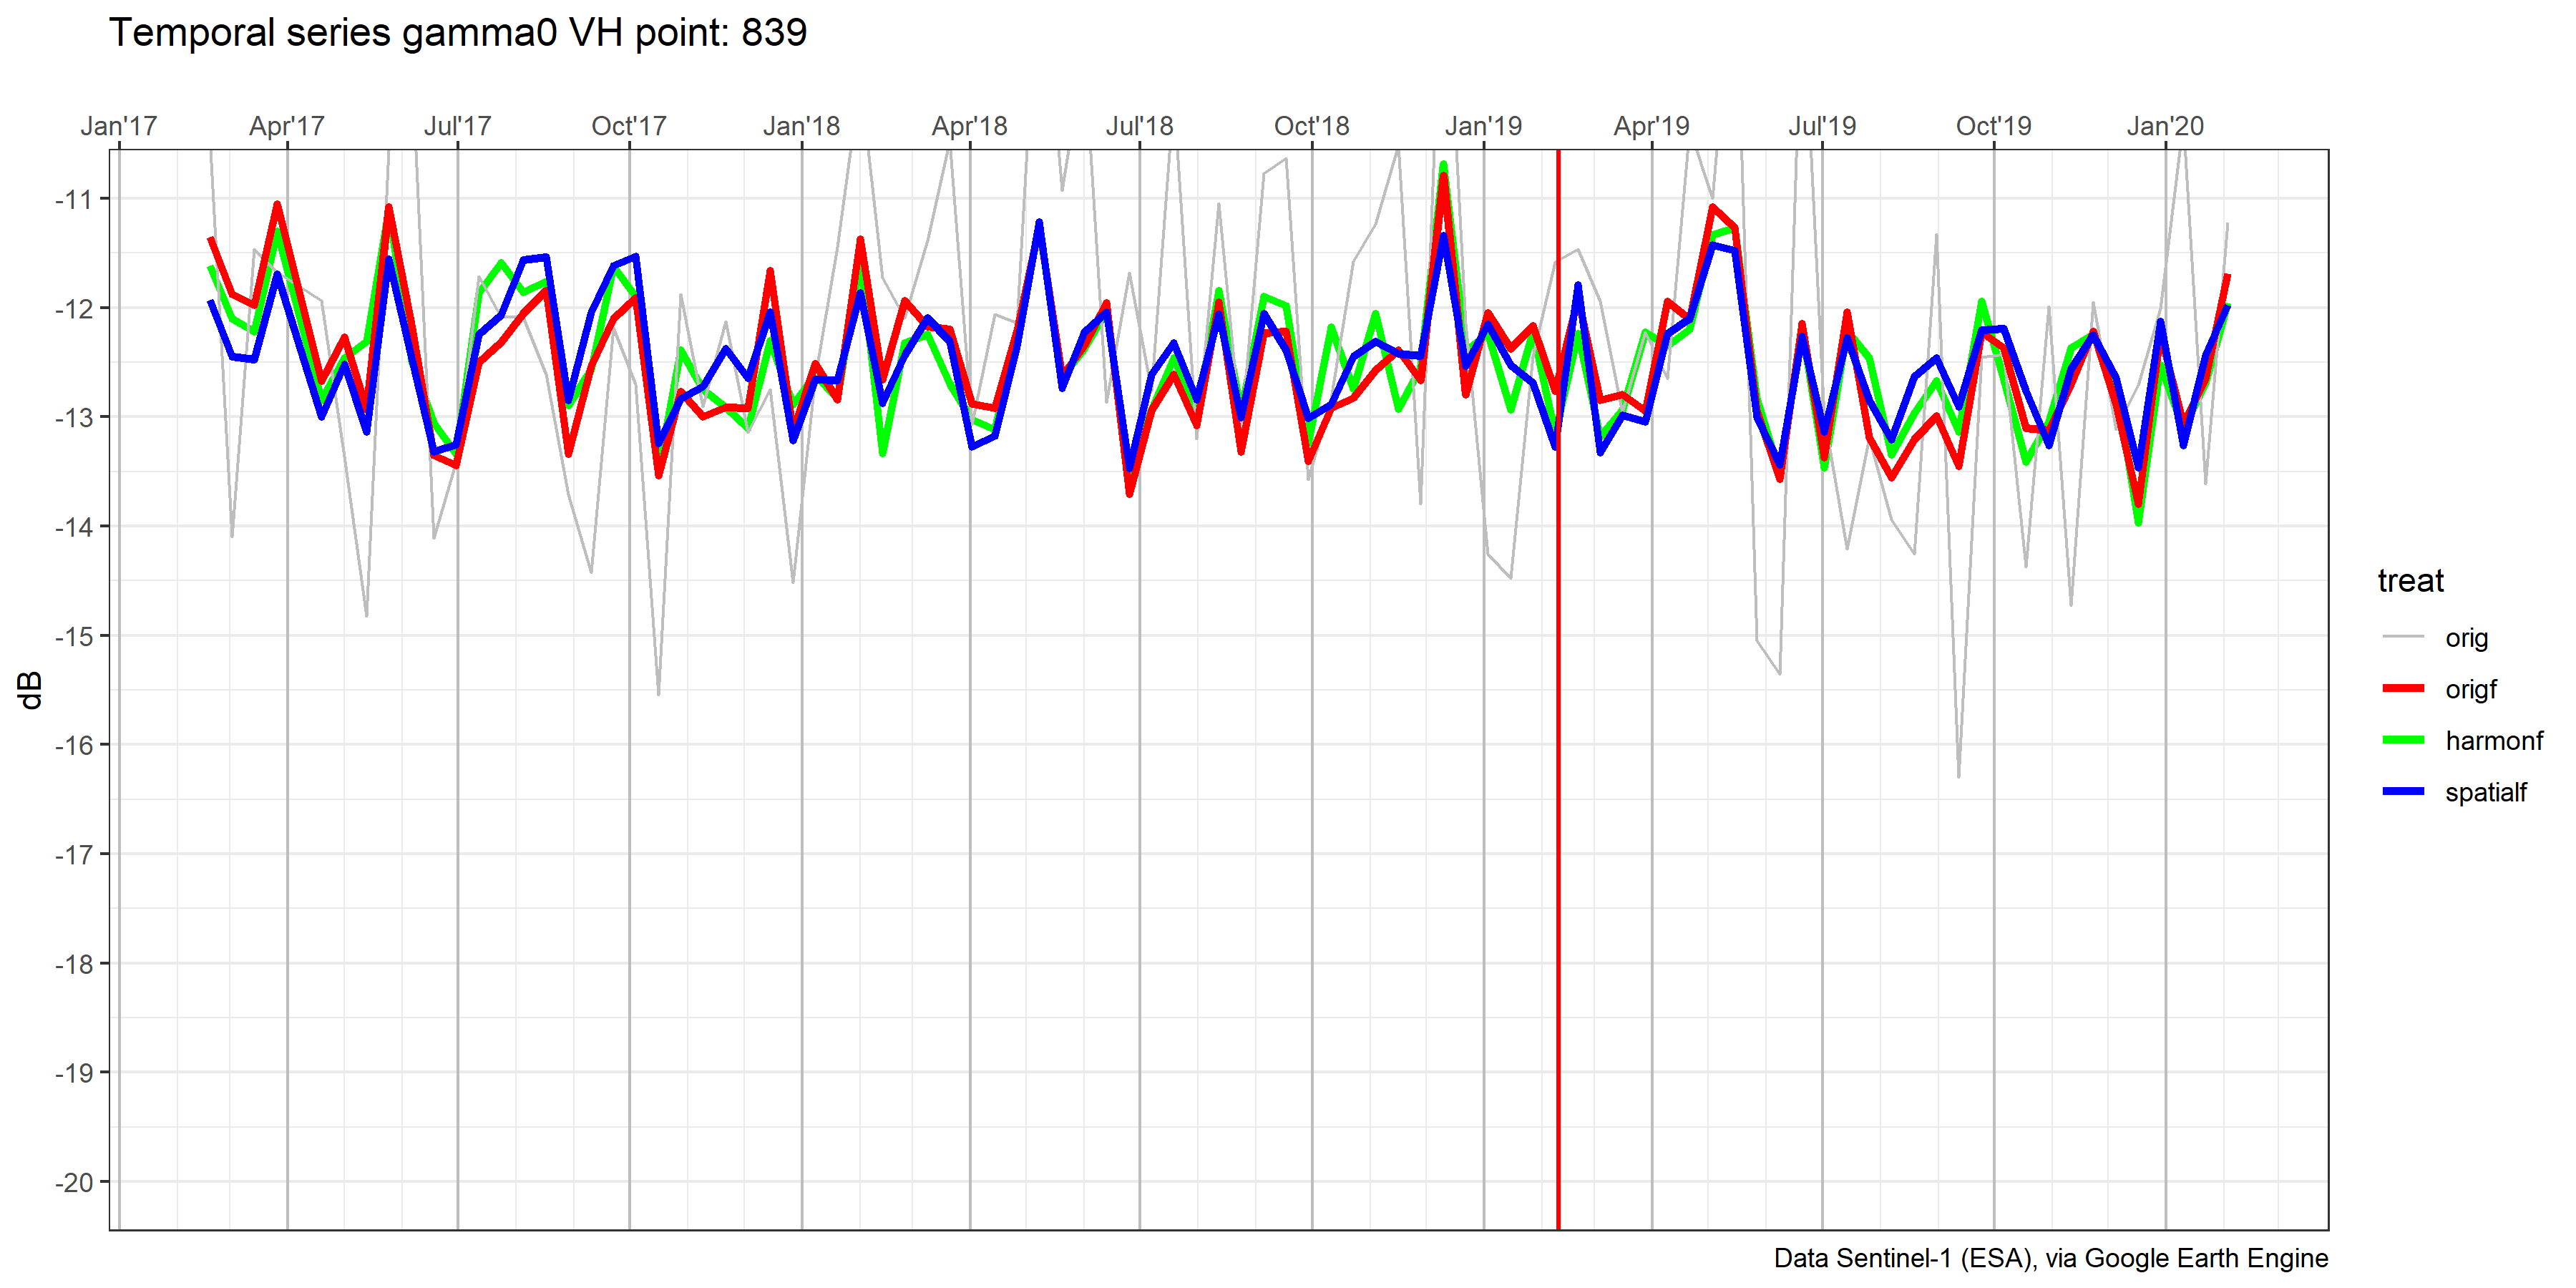 Temporal series gamma0 VH point: 839
Jan'17 Apr'17 Jul'17 Oct'17 Jan'18 Apr'18 Jul'18 Oct'18 Jan'19 Apr'19 Jul'19 Oct'19 Jan'20
-11
-12
-13
-14
-15
-16
-17
-18
-19
-20
dB
treat
orig
origf
harmonf
spatialf
Data Sentinel-1 (ESA), via Google Earth Engine